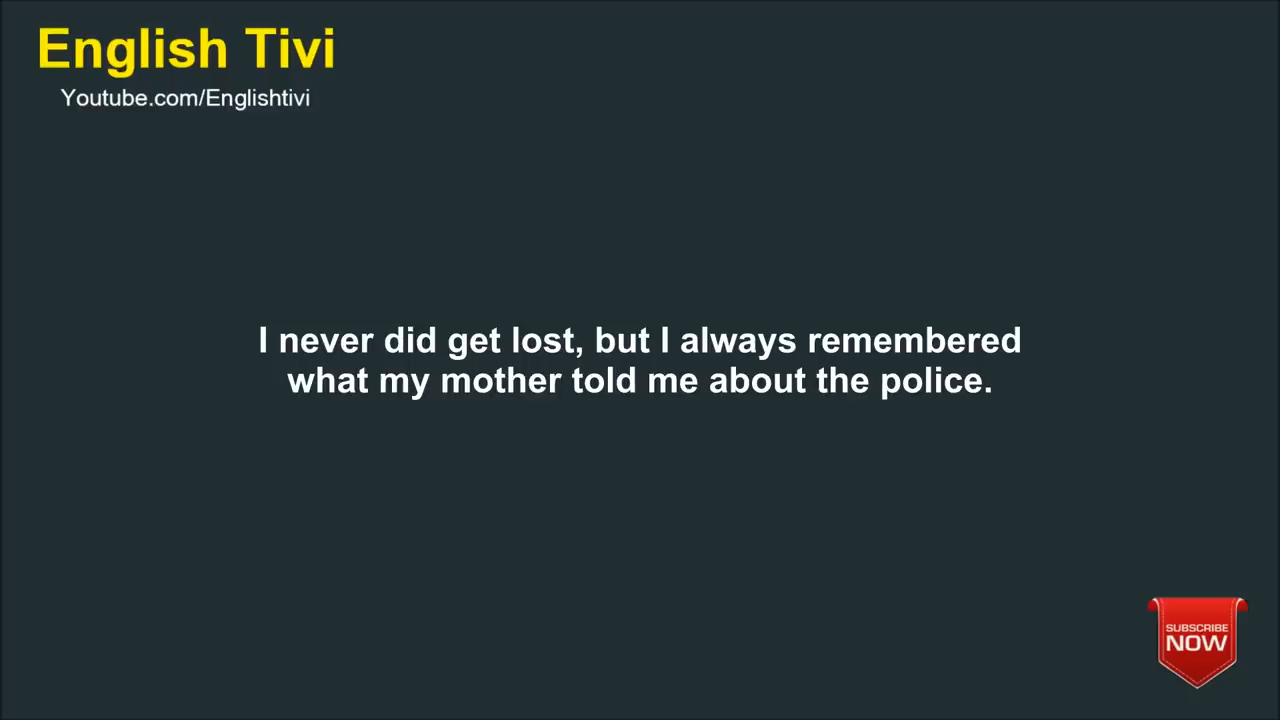 English Tivi
Youtube.com/Englishtivi
I never did get lost, but I always remembered
what my mother told me about the police.
SUBSCRIBE
NOW